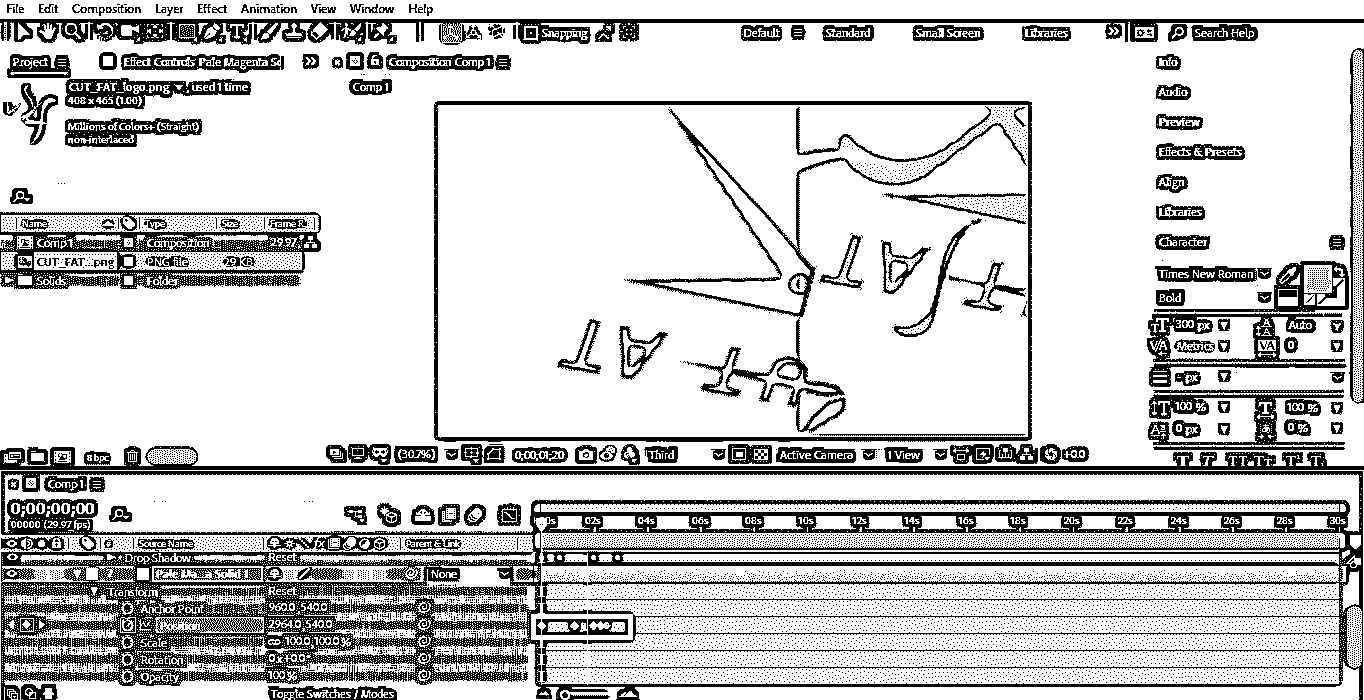 File Edit Composition Layer Effect Animation View Window Help
Snapping Default Standard Small Screen Libraries Search Help
Project Effect Controls Pale Magenta So Composition Comp 1 Info
CUT_FAT_logo.png, used 1 time Comp 1
408 x 465 (1.00) Audio
Millions of Colors+ (Straight) Preview
non-interlaced
Effects & Presets
Align
Libraries
Name Type Size Frame R...
Comp 1 Composition 29.97 Character
CUT_FAT...png PNG file 29 KB
Solids Folder Times New Roman
Bold
300 px Auto
Metrics 0
- px
100 % 100 %
0 px 0 %
T A T
T A T
8 bpc (30.7%) 0;00;01;20 Third Active Camera 1 View +0.0
Comp 1
0;00;00;00
00000 (29.97 fps)
0s 02s 04s 06s 08s 10s 12s 14s 16s 18s 20s 22s 24s 26s 28s 30s
# Source Name Parent & Link
Drop Shadow Reset
Pale Ma...a Solid 1 None
Transform Reset
Anchor Point 960.0, 540.0
2964.0, 540.0
Scale 100.0, 100.0 %
Rotation 0 x +0.0
Opacity 100 %
Toggle Switches / Modes